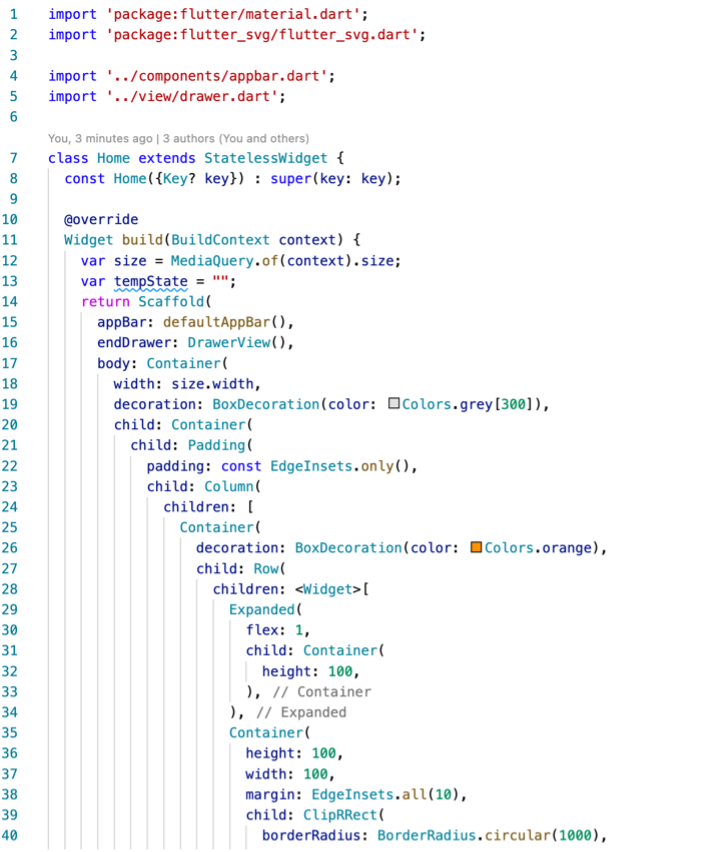 1 import 'package:flutter/material.dart';
2 import 'package:flutter_svg/flutter_svg.dart';
3
4 import '../components/appbar.dart';
5 import '../view/drawer.dart';
6
You, 3 minutes ago | 3 authors (You and others)
7 class Home extends StatelessWidget {
8   const Home({Key? key}) : super(key: key);
9
10   @override
11   Widget build(BuildContext context) {
12     var size = MediaQuery.of(context).size;
13     var tempState = "";
14     return Scaffold(
15       appBar: defaultAppBar(),
16       endDrawer: DrawerView(),
17       body: Container(
18         width: size.width,
19         decoration: BoxDecoration(color: Colors.grey[300]),
20         child: Container(
21           child: Padding(
22             padding: const EdgeInsets.only(),
23             child: Column(
24               children: [
25                 Container(
26                   decoration: BoxDecoration(color: Colors.orange),
27                   child: Row(
28                     children: <Widget>[
29                       Expanded(
30                         flex: 1,
31                         child: Container(
32                           height: 100,
33                         ), // Container
34                       ), // Expanded
35                       Container(
36                         height: 100,
37                         width: 100,
38                         margin: EdgeInsets.all(10),
39                         child: ClipRRect(
40                           borderRadius: BorderRadius.circular(1000),